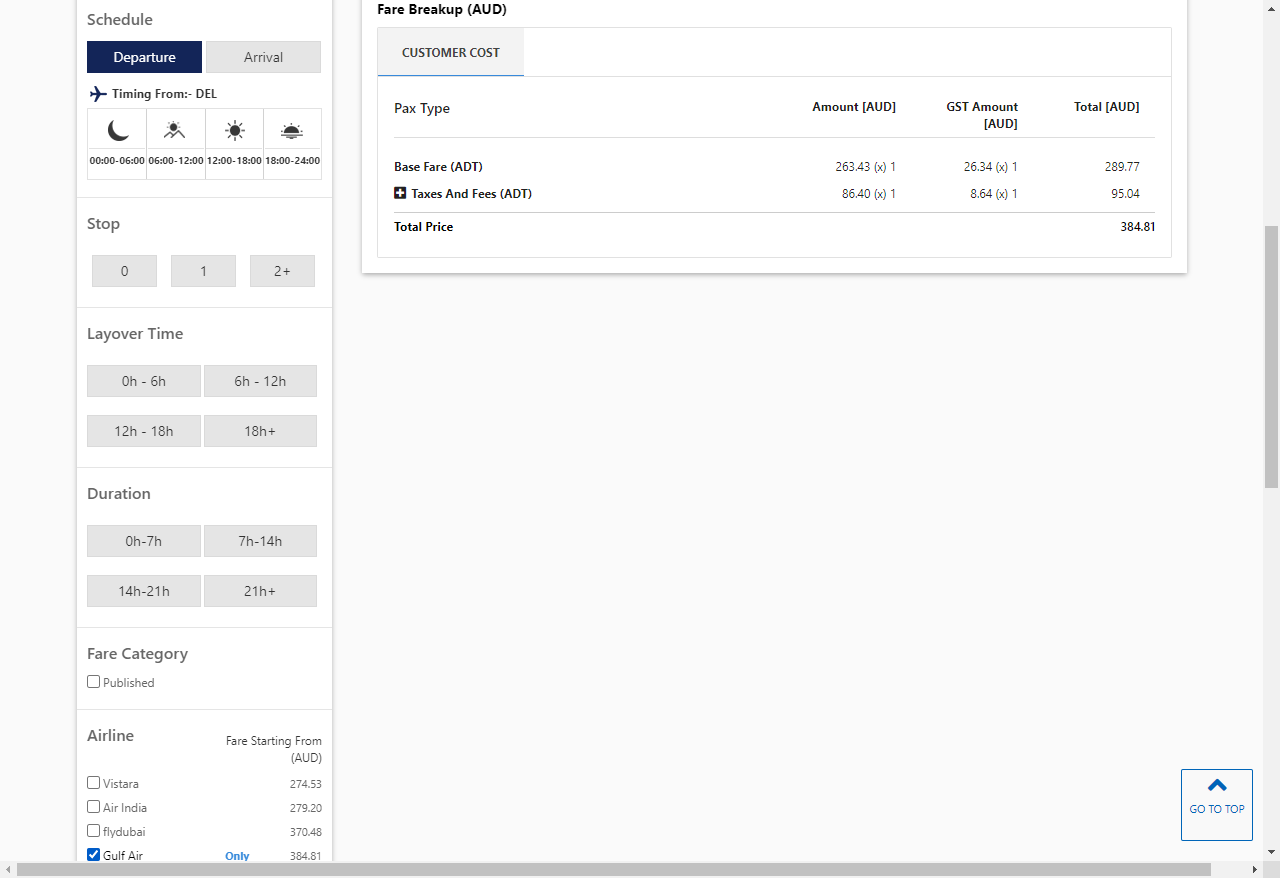 Schedule
Departure
Arrival
Timing From:- DEL
00:00-06:00
06:00-12:00
12:00-18:00
18:00-24:00
Stop
0
1
2+
Layover Time
0h - 6h
6h - 12h
12h - 18h
18h+
Duration
0h-7h
7h-14h
14h-21h
21h+
Fare Category
Published
Airline
Fare Starting From
(AUD)
Vistara 274.53
Air India 279.20
flydubai 370.48
Gulf Air Only 384.81
Fare Breakup (AUD)
CUSTOMER COST
Pax Type Amount [AUD] GST Amount Total [AUD]
[AUD]
Base Fare (ADT) 263.43 (x) 1 26.34 (x) 1 289.77
Taxes And Fees (ADT) 86.40 (x) 1 8.64 (x) 1 95.04
Total Price 384.81
GO TO TOP